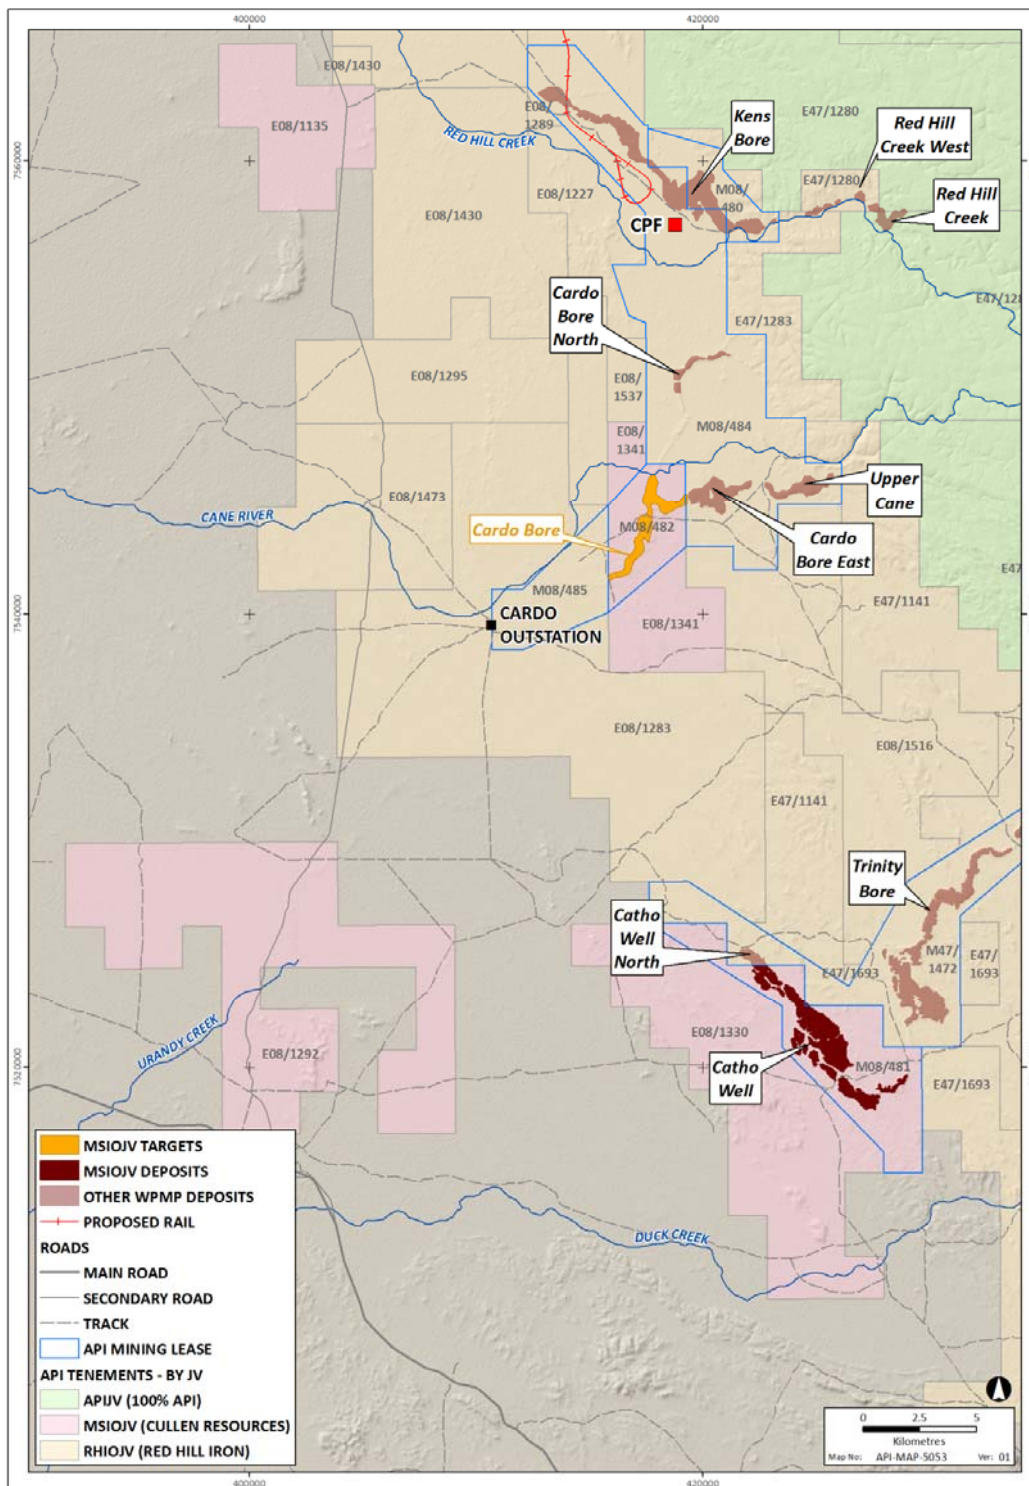 400000
420000
E08/1430
E08/1135
E08/
1289
RED HILL CREEK
Kens
Bore
E47/1280
Red Hill
Creek West
7560000
E08/1227
M08/
480
E47/1280
Red Hill
Creek
E08/1430
CPF
Cardo
Bore
North
E47/1283
E08/1295
E08/
1537
M08/484
E08/
1341
E08/1473
Upper
Cane
CANE RIVER
Cardo Bore
M08/482
Cardo
Bore East
E47
M08/485
E47/1141
7540000
CARDO
OUTSTATION
E08/1341
E08/1283
E08/1516
E47/1141
Trinity
Bore
Catho
Well
North
M47/
1472
E47/
1693
E47/1693
URANDY CREEK
E08/1330
E08/1292
7520000
Catho
Well
M08/481
E47/1693
DUCK CREEK
MSIOJV TARGETS
MSIOJV DEPOSITS
OTHER WPMP DEPOSITS
PROPOSED RAIL
ROADS
MAIN ROAD
SECONDARY ROAD
TRACK
API MINING LEASE
API TENEMENTS - BY JV
APIJV (100% API)
MSIOJV (CULLEN RESOURCES)
RHIOJV (RED HILL IRON)
0 2.5 5
Kilometres
Map No: API-MAP-5053 Ver: 01
400000
420000